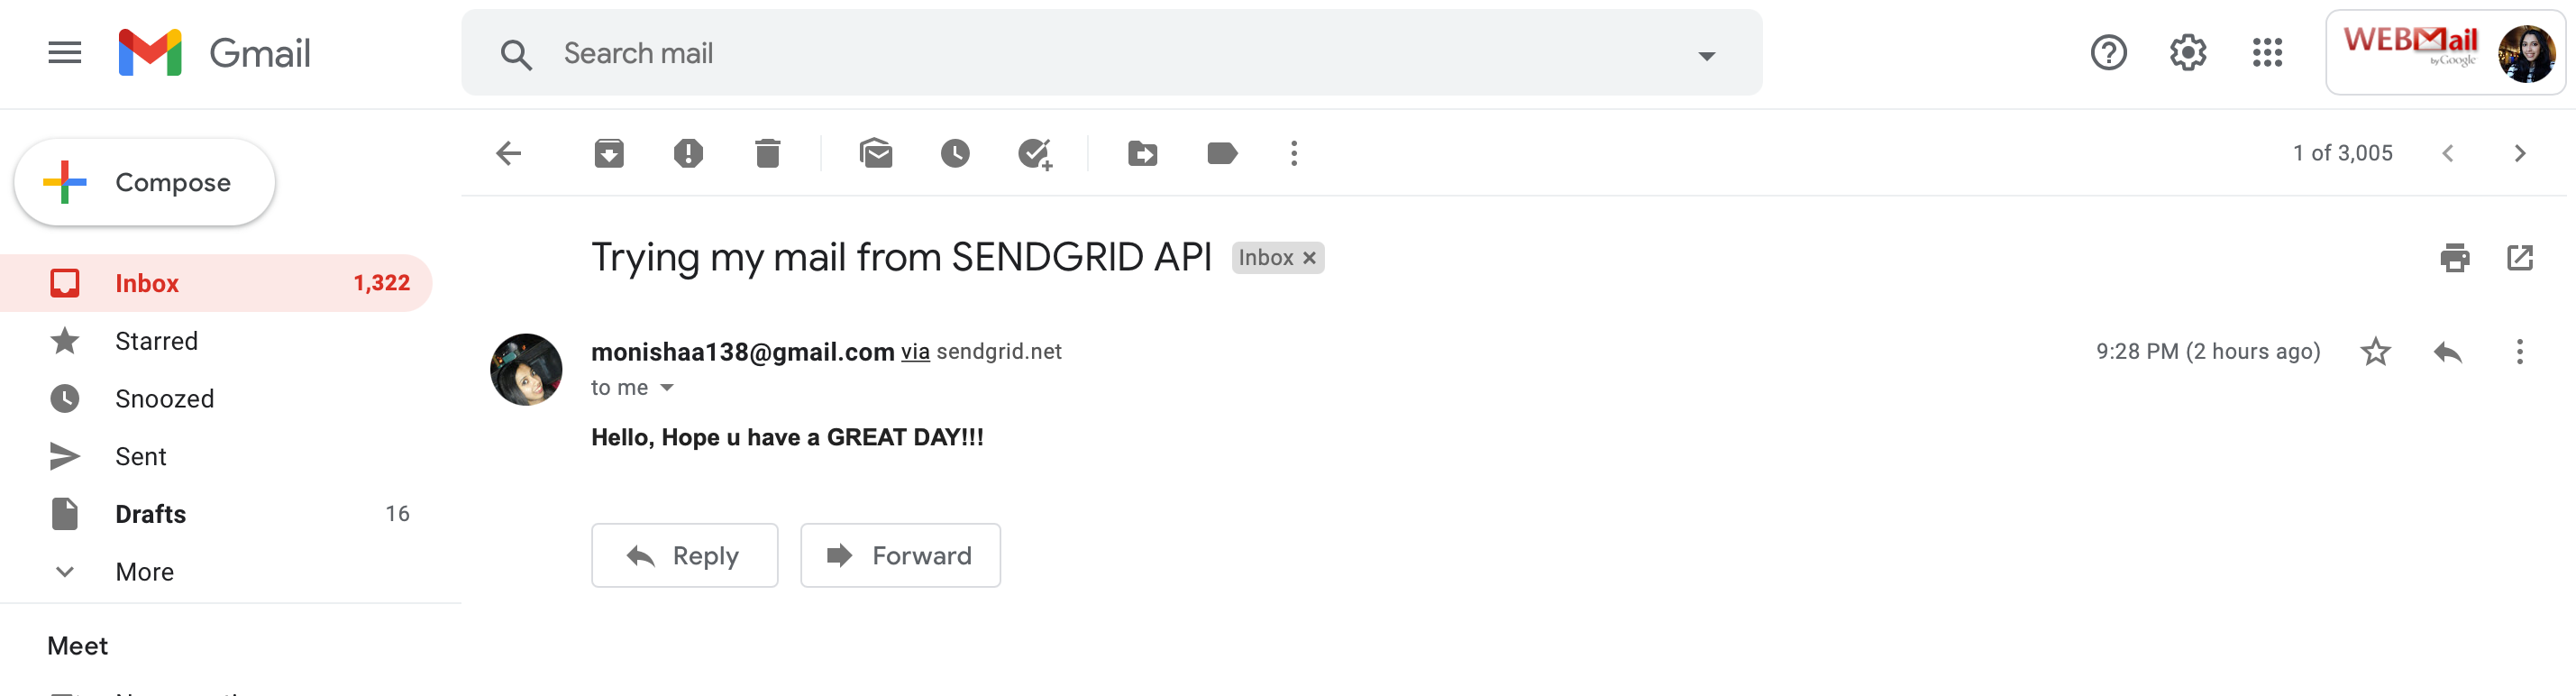 Gmail
Search mail
WEBMail
by Google
Compose
1 of 3,005
Trying my mail from SENDGRID API Inbox ×
Inbox 1,322
Starred
monishaa138@gmail.com via sendgrid.net 9:28 PM (2 hours ago)
to me
Snoozed
Hello, Hope u have a GREAT DAY!!!
Sent
Drafts 16
Reply Forward
More
Meet